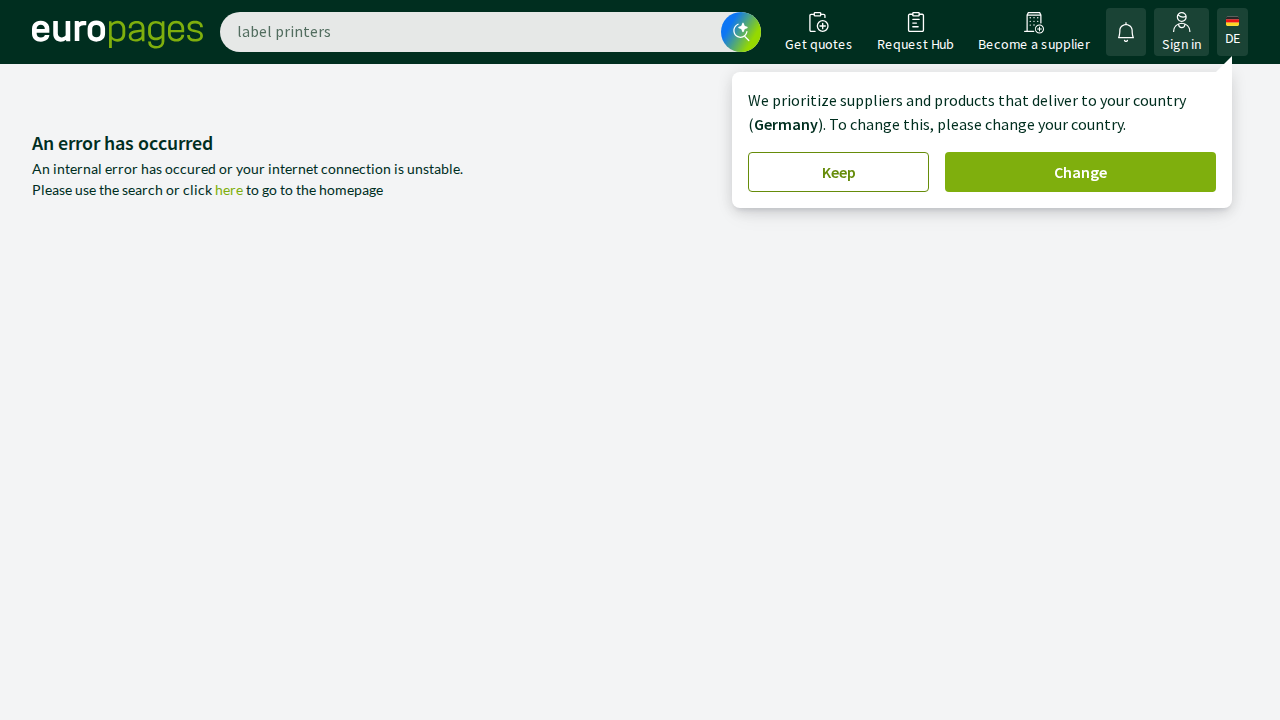 europages
label printers
Get quotes
Request Hub
Become a supplier
Sign in
DE
We prioritize suppliers and products that deliver to your country
(Germany). To change this, please change your country.
Keep
Change
An error has occurred
An internal error has occured or your internet connection is unstable.
Please use the search or click here to go to the homepage